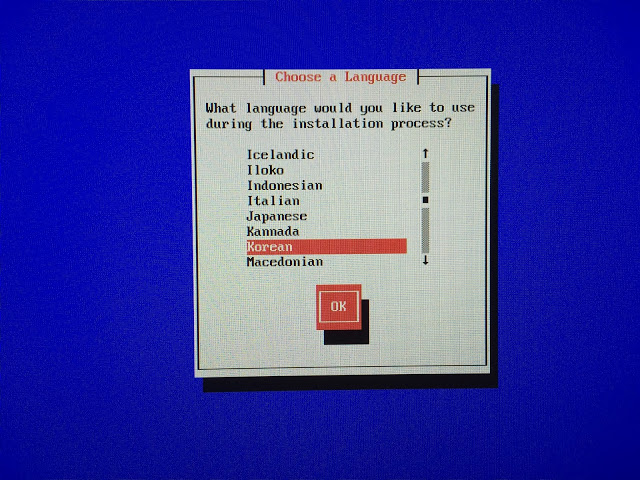 Choose a Language
What language would you like to use
during the installation process?
Icelandic
Iloko
Indonesian
Italian
Japanese
Kannada
Korean
Macedonian
OK